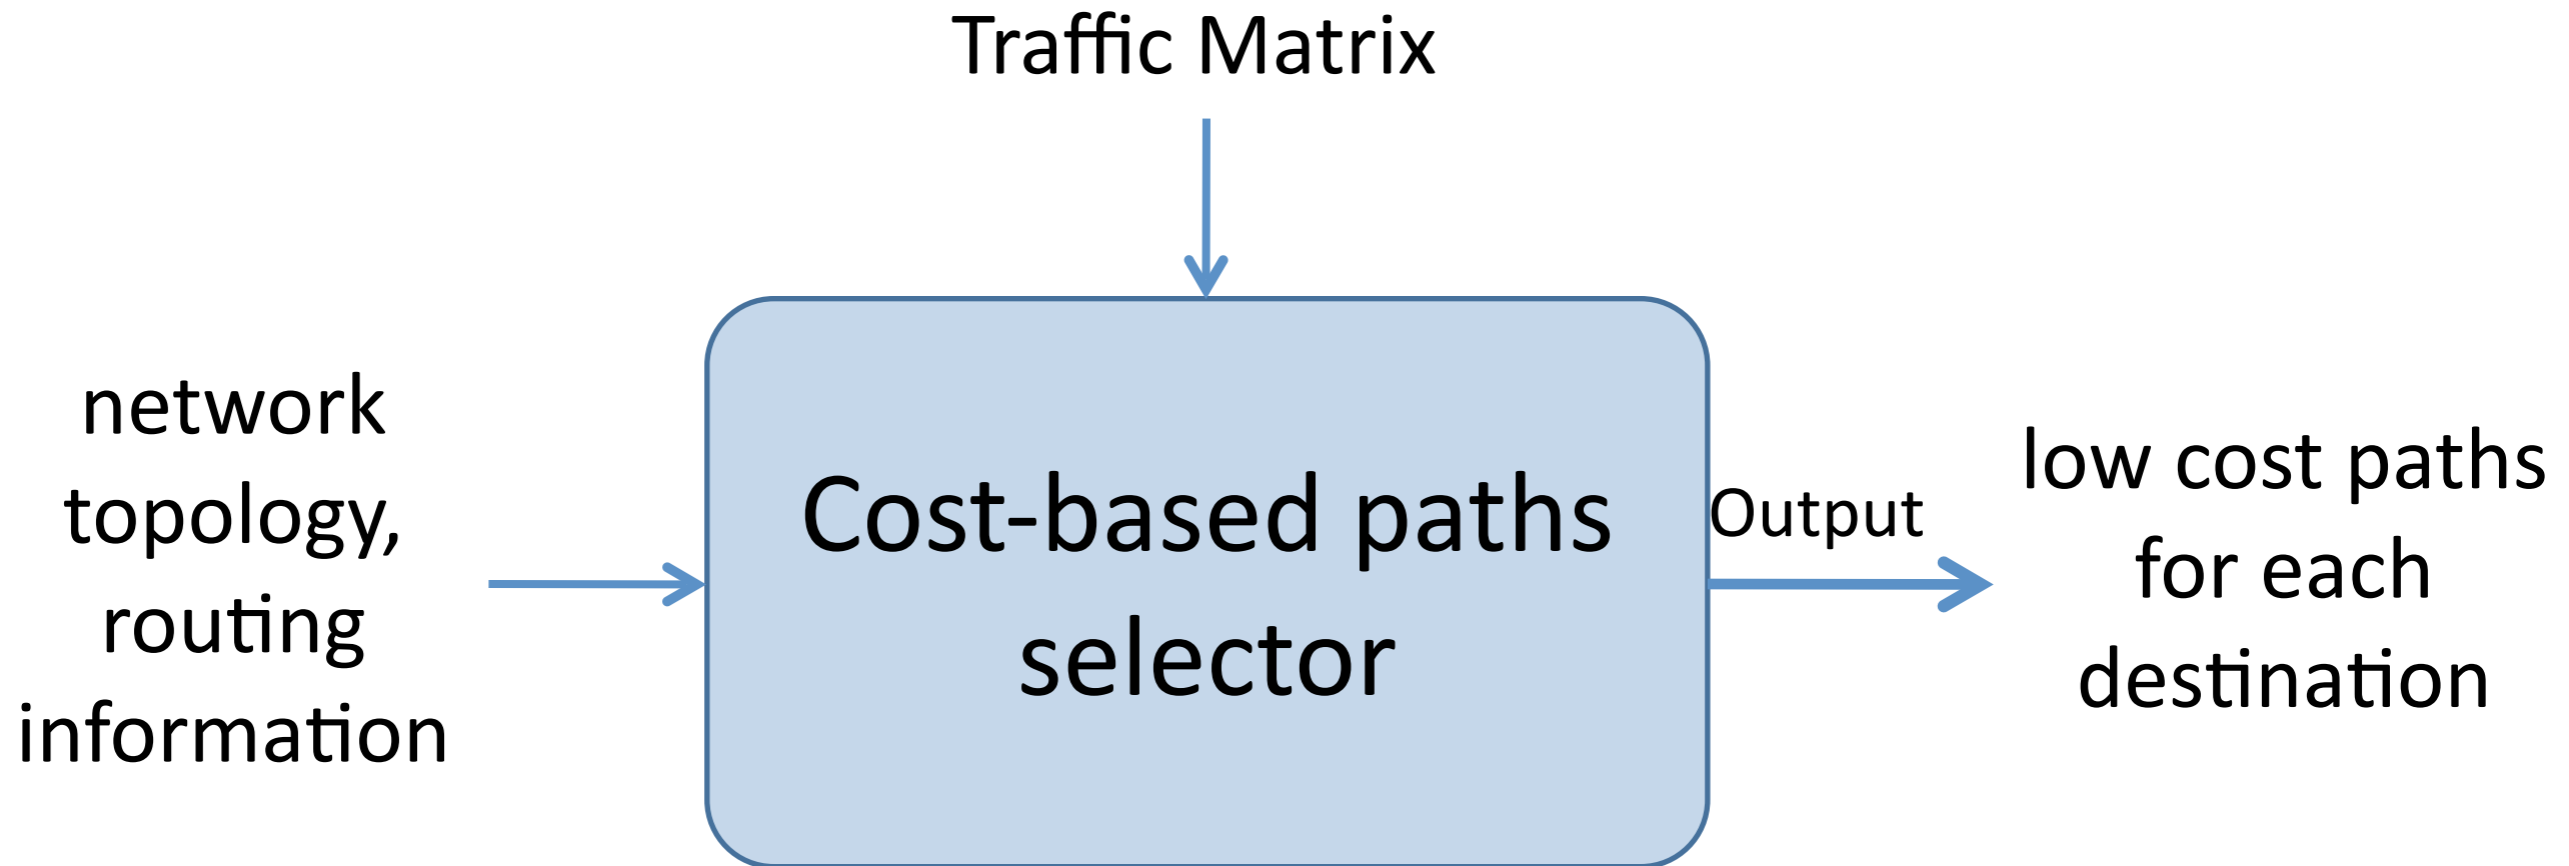 Traffic Matrix
network
topology,
routing
information
Cost-based paths
selector
Output
low cost paths
for each
destination